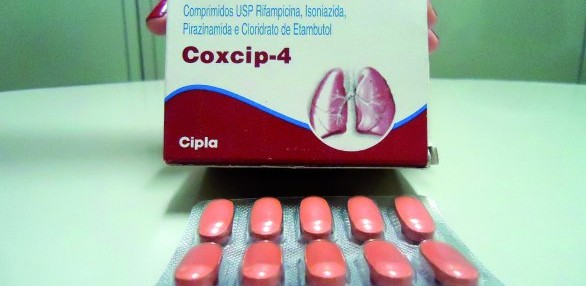 Comprimidos USP Rifampicina, Isoniazida,
Pirazinamida e Cloridrato de Etambutol
Coxcip-4
Cipla